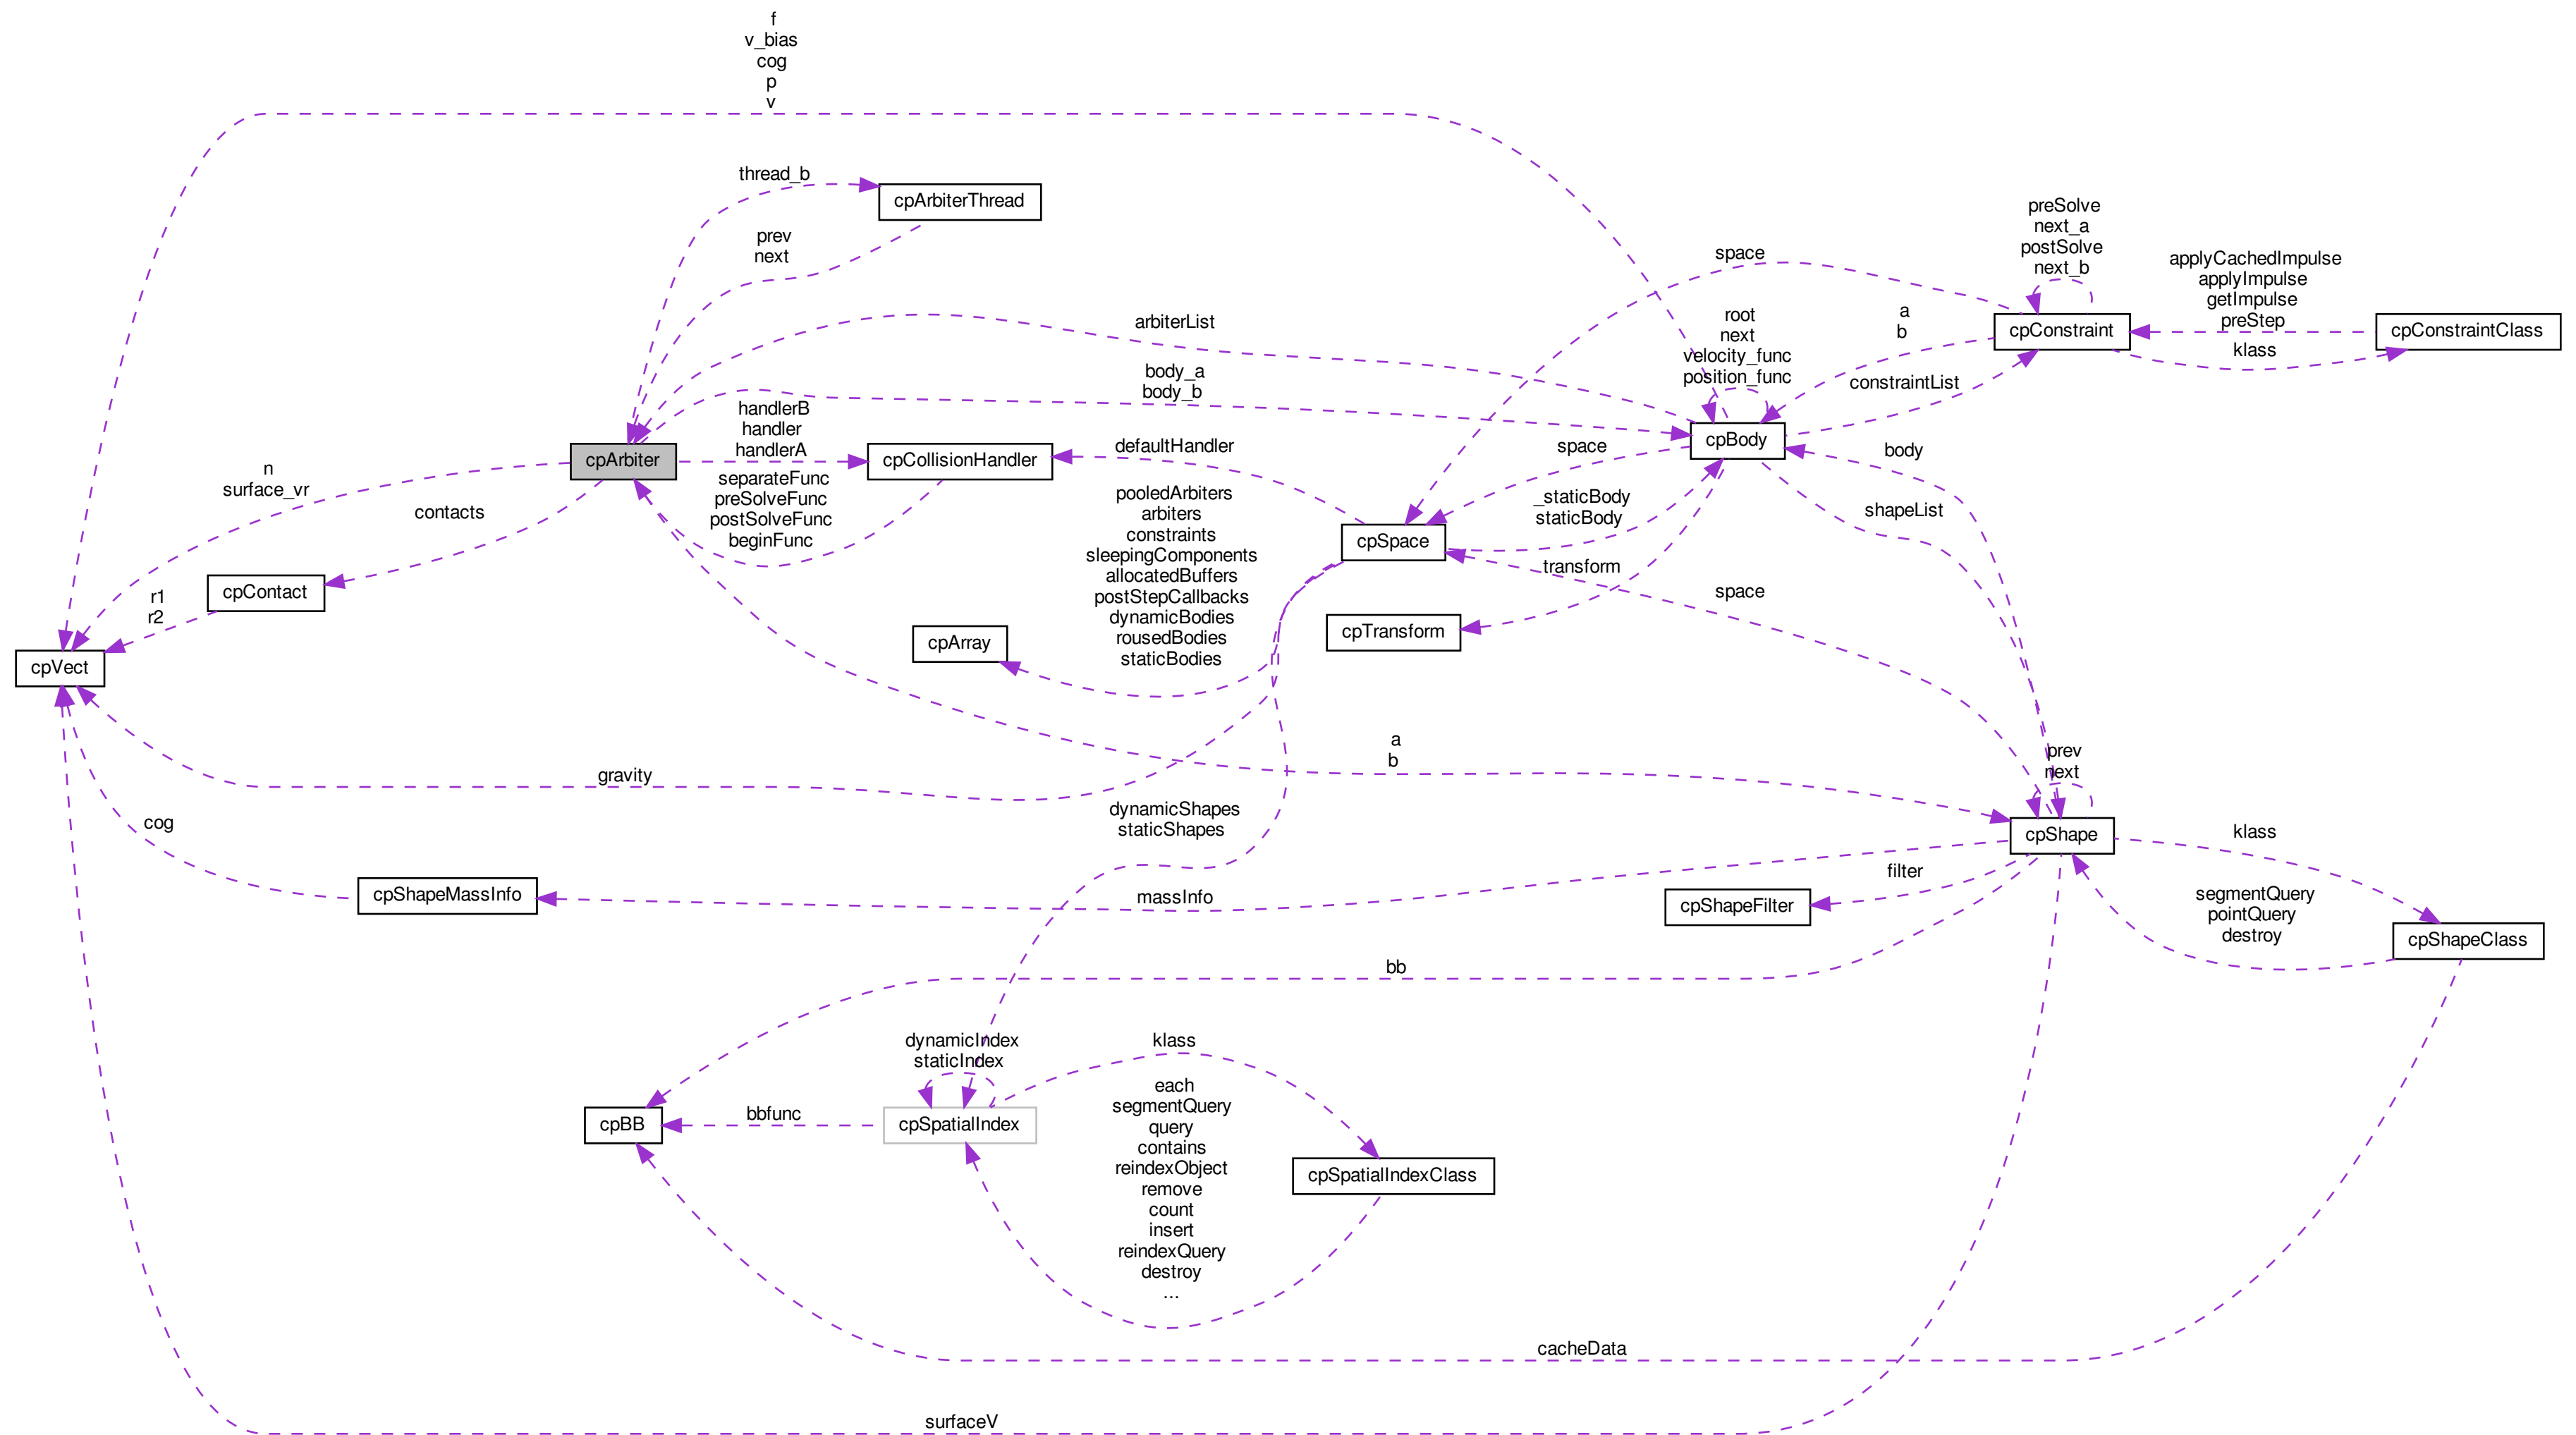 f
v_bias
cog
p
v
thread_b
cpArbiterThread
prev
next
preSolve
next_a
postSolve
next_b
space
applyCachedImpulse
applyImpulse
getImpulse
preStep
cpConstraint
cpConstraintClass
klass
arbiterList
root
next
velocity_func
position_func
a
b
constraintList
body_a
body_b
handlerB
handler
handlerA
cpArbiter
cpCollisionHandler
defaultHandler
space
cpBody
body
n
surface_vr
contacts
separateFunc
preSolveFunc
postSolveFunc
beginFunc
pooledArbiters
arbiters
constraints
sleepingComponents
allocatedBuffers
postStepCallbacks
dynamicBodies
rousedBodies
staticBodies
_staticBody
staticBody
shapeList
cpSpace
transform
space
cpContact
r1
r2
cpArray
cpTransform
cpVect
a
b
prev
next
gravity
dynamicShapes
staticShapes
cog
cpShape
klass
cpShapeMassInfo
massInfo
filter
cpShapeFilter
segmentQuery
pointQuery
destroy
cpShapeClass
bb
dynamicIndex
staticIndex
klass
cpBB
bbfunc
cpSpatialIndex
each
segmentQuery
query
contains
reindexObject
remove
count
insert
reindexQuery
destroy
...
cpSpatialIndexClass
cacheData
surfaceV